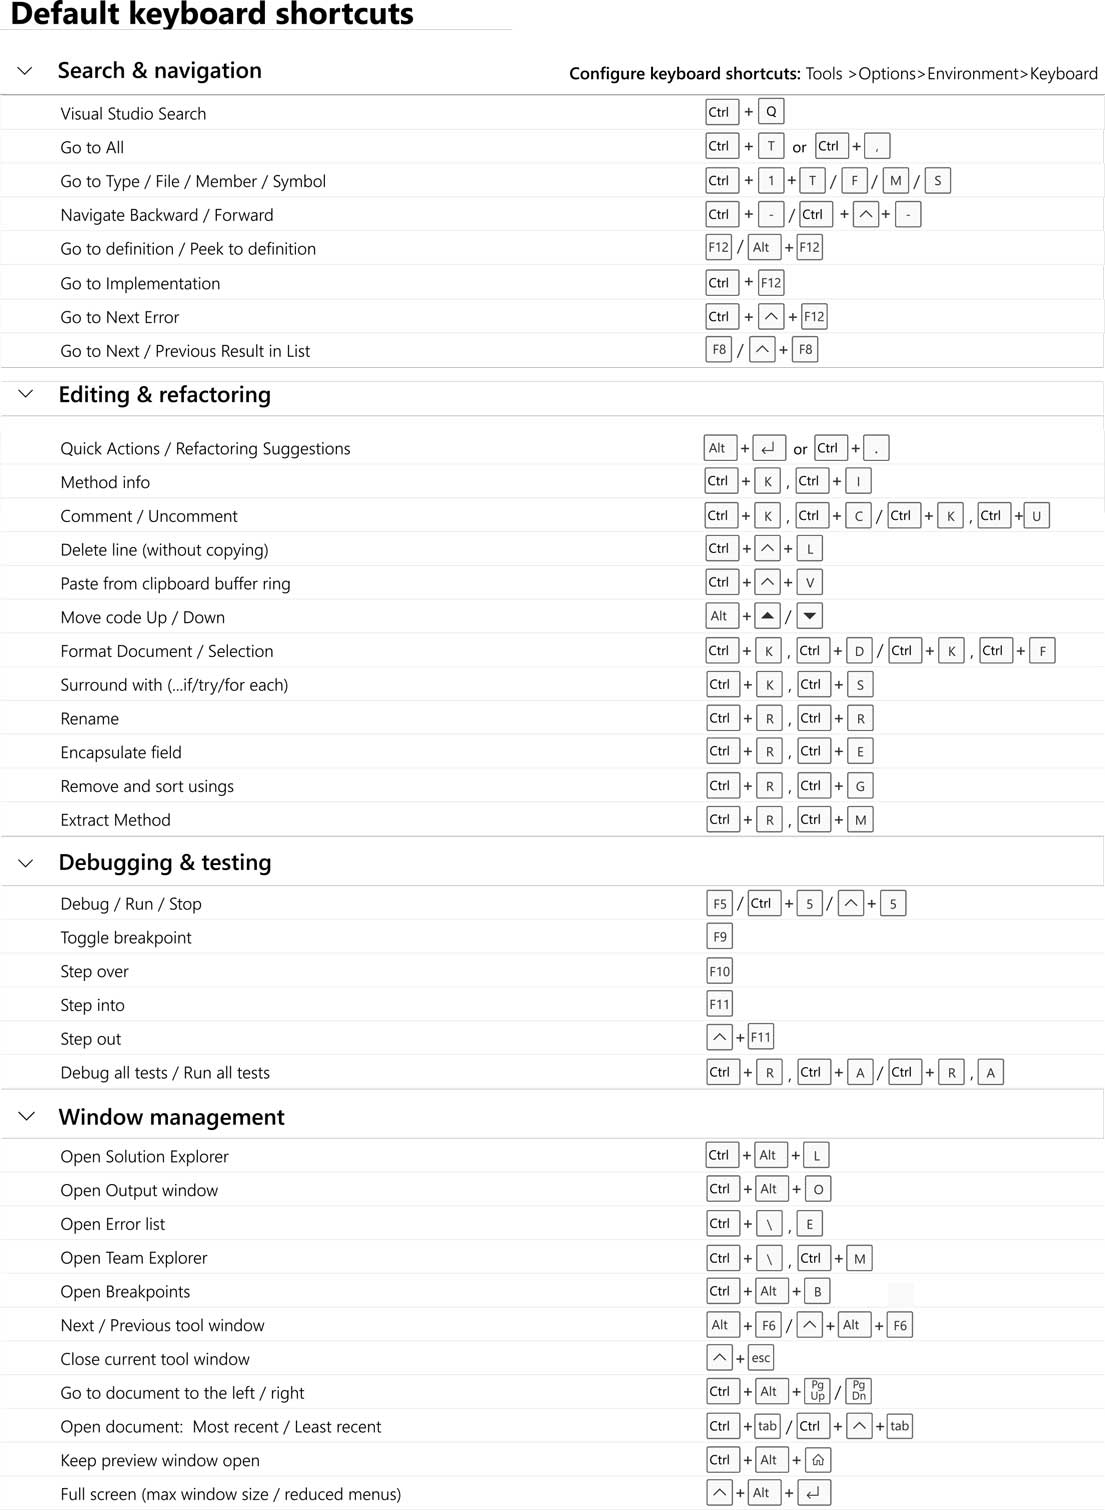 Default keyboard shortcuts
Search & navigation
Configure keyboard shortcuts: Tools >Options>Environment>Keyboard
Visual Studio Search Ctrl + Q
Go to All Ctrl + T or Ctrl + ,
Go to Type / File / Member / Symbol Ctrl + 1 + T / F / M / S
Navigate Backward / Forward Ctrl + - / Ctrl + ^ + -
Go to definition / Peek to definition F12 / Alt + F12
Go to Implementation Ctrl + F12
Go to Next Error Ctrl + ^ + F12
Go to Next / Previous Result in List F8 / ^ + F8
Editing & refactoring
Quick Actions / Refactoring Suggestions Alt + ↵ or Ctrl + .
Method info Ctrl + K , Ctrl + I
Comment / Uncomment Ctrl + K , Ctrl + C / Ctrl + K , Ctrl + U
Delete line (without copying) Ctrl + ^ + L
Paste from clipboard buffer ring Ctrl + ^ + V
Move code Up / Down Alt + ▲ / ▼
Format Document / Selection Ctrl + K , Ctrl + D / Ctrl + K , Ctrl + F
Surround with (...if/try/for each) Ctrl + K , Ctrl + S
Rename Ctrl + R , Ctrl + R
Encapsulate field Ctrl + R , Ctrl + E
Remove and sort usings Ctrl + R , Ctrl + G
Extract Method Ctrl + R , Ctrl + M
Debugging & testing
Debug / Run / Stop F5 / Ctrl + 5 / ^ + 5
Toggle breakpoint F9
Step over F10
Step into F11
Step out ^ + F11
Debug all tests / Run all tests Ctrl + R , Ctrl + A / Ctrl + R , A
Window management
Open Solution Explorer Ctrl + Alt + L
Open Output window Ctrl + Alt + O
Open Error list Ctrl + \ , E
Open Team Explorer Ctrl + \ , Ctrl + M
Open Breakpoints Ctrl + Alt + B
Next / Previous tool window Alt + F6 / ^ + Alt + F6
Close current tool window ^ + esc
Go to document to the left / right Ctrl + Alt + Pg Up / Pg Dn
Open document: Most recent / Least recent Ctrl + tab / Ctrl + ^ + tab
Keep preview window open Ctrl + Alt + ⌂
Full screen (max window size / reduced menus) ^ + Alt + ↵